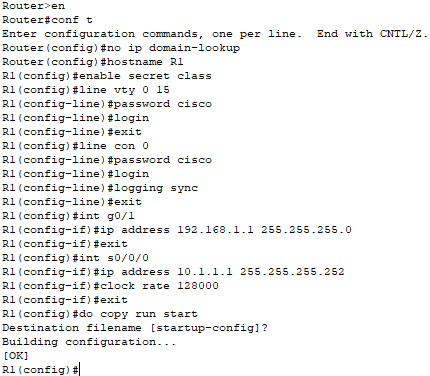 Router>en
Router#conf t
Enter configuration commands, one per line.  End with CNTL/Z.
Router(config)#no ip domain-lookup
Router(config)#hostname R1
R1(config)#enable secret class
R1(config)#line vty 0 15
R1(config-line)#password cisco
R1(config-line)#login
R1(config-line)#exit
R1(config)#line con 0
R1(config-line)#password cisco
R1(config-line)#login
R1(config-line)#logging sync
R1(config-line)#exit
R1(config)#int g0/1
R1(config-if)#ip address 192.168.1.1 255.255.255.0
R1(config-if)#exit
R1(config)#int s0/0/0
R1(config-if)#ip address 10.1.1.1 255.255.255.252
R1(config-if)#clock rate 128000
R1(config-if)#exit
R1(config)#do copy run start
Destination filename [startup-config]?
Building configuration...
[OK]
R1(config)#